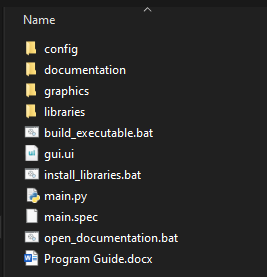 Name
config
documentation
graphics
libraries
build_executable.bat
gui.ui
install_libraries.bat
main.py
main.spec
open_documentation.bat
Program Guide.docx